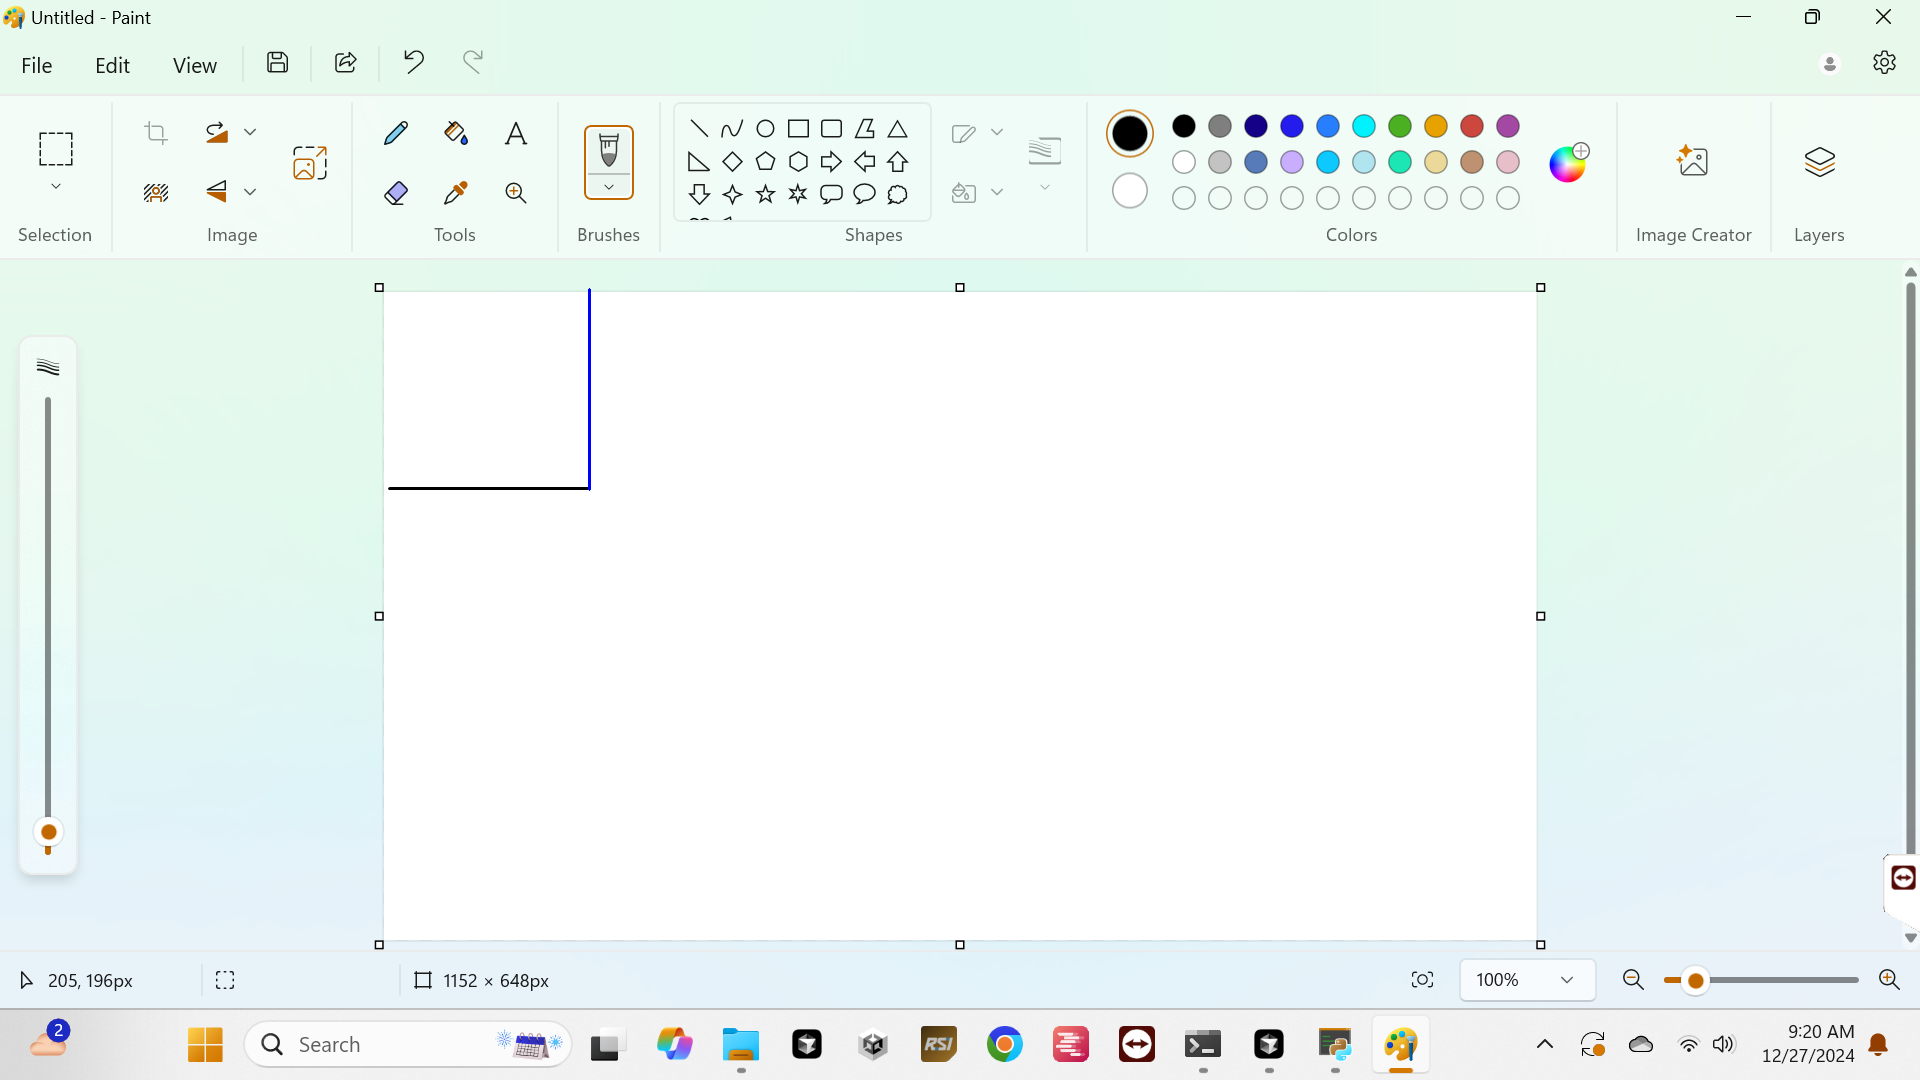 Untitled - Paint
File Edit View
Selection Image Tools Brushes Shapes Colors Image Creator Layers
205, 196px 1152 × 648px 100%
2 Search RSI 9:20 AM
12/27/2024